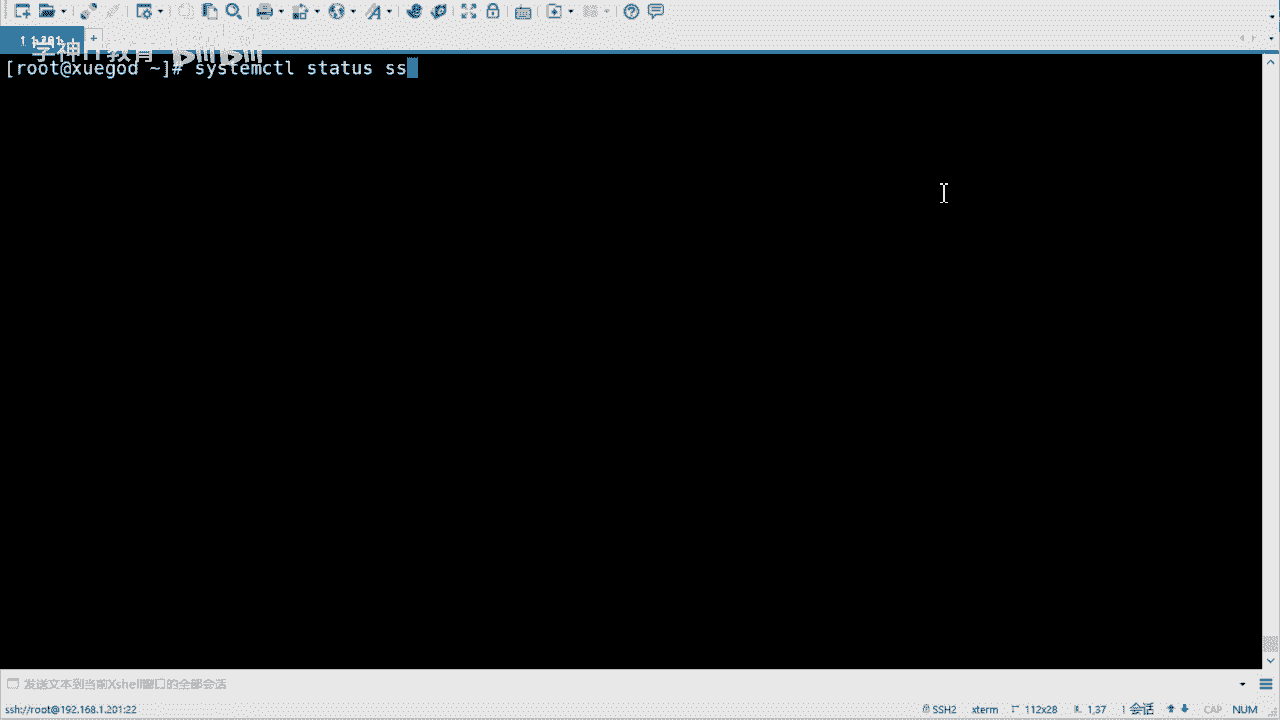 1 1.201
+
学神IT教育 bilibili
[root@xuegod ~]# systemctl status ss
发送文本到当前Xshell窗口的全部会话
ssh://root@192.168.1.201:22
SSH2 xterm 112x28 1,37 1 会话 CAP NUM